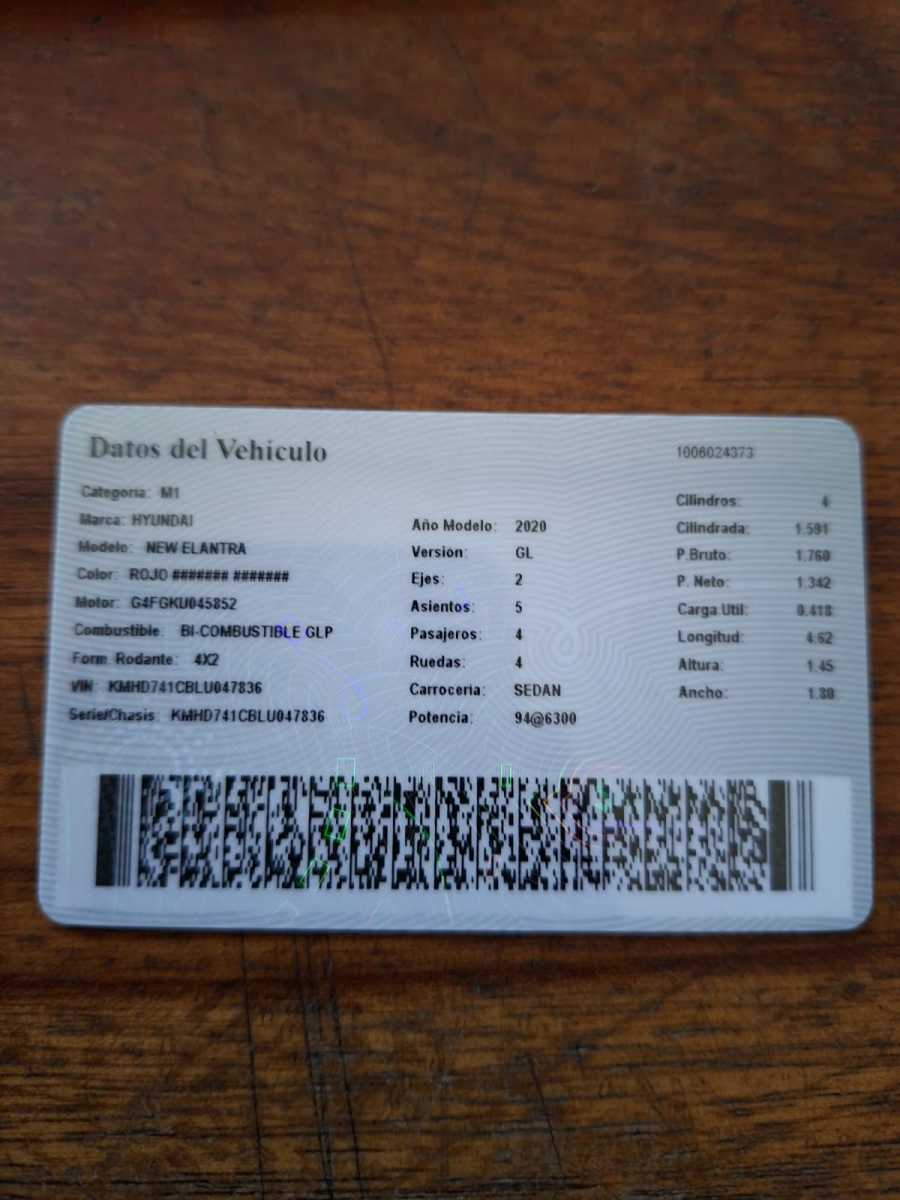 Datos del Vehículo
1006024373
Categoría: M1
Marca: HYUNDAI
Modelo: NEW ELANTRA
Color: ROJO ####### #######
Motor: G4FGKU045852
Combustible: BI-COMBUSTIBLE GLP
Form. Rodante: 4X2
VIN: KMHD741CBLU047836
Serie/Chasis: KMHD741CBLU047836
Año Modelo: 2020
Versión: GL
Ejes: 2
Asientos: 5
Pasajeros: 4
Ruedas: 4
Carrocería: SEDAN
Potencia: 94@6300
Cilindros: 4
Cilindrada: 1.591
P.Bruto: 1.760
P. Neto: 1.342
Carga Util: 0.418
Longitud: 4.62
Altura: 1.45
Ancho: 1.80